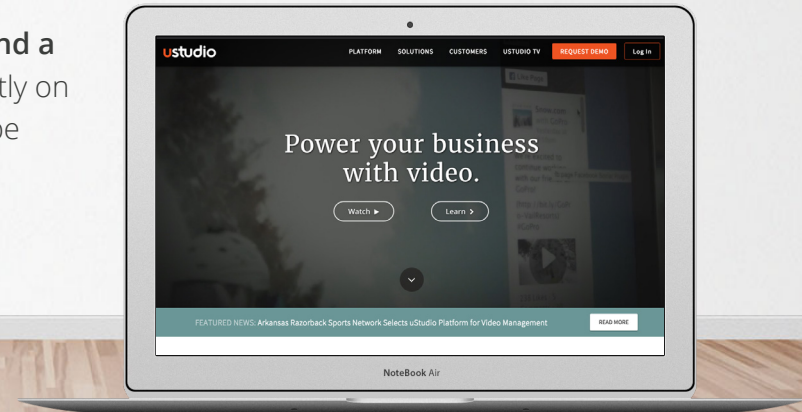 nd a
tly on
be
ustudio
PLATFORM SOLUTIONS CUSTOMERS USTUDIO TV REQUEST DEMO Log In
Power your business
with video.
Watch
Learn
FEATURED NEWS: Arkansas Razorback Sports Network Selects uStudio Platform for Video Management READ MORE
NoteBook Air